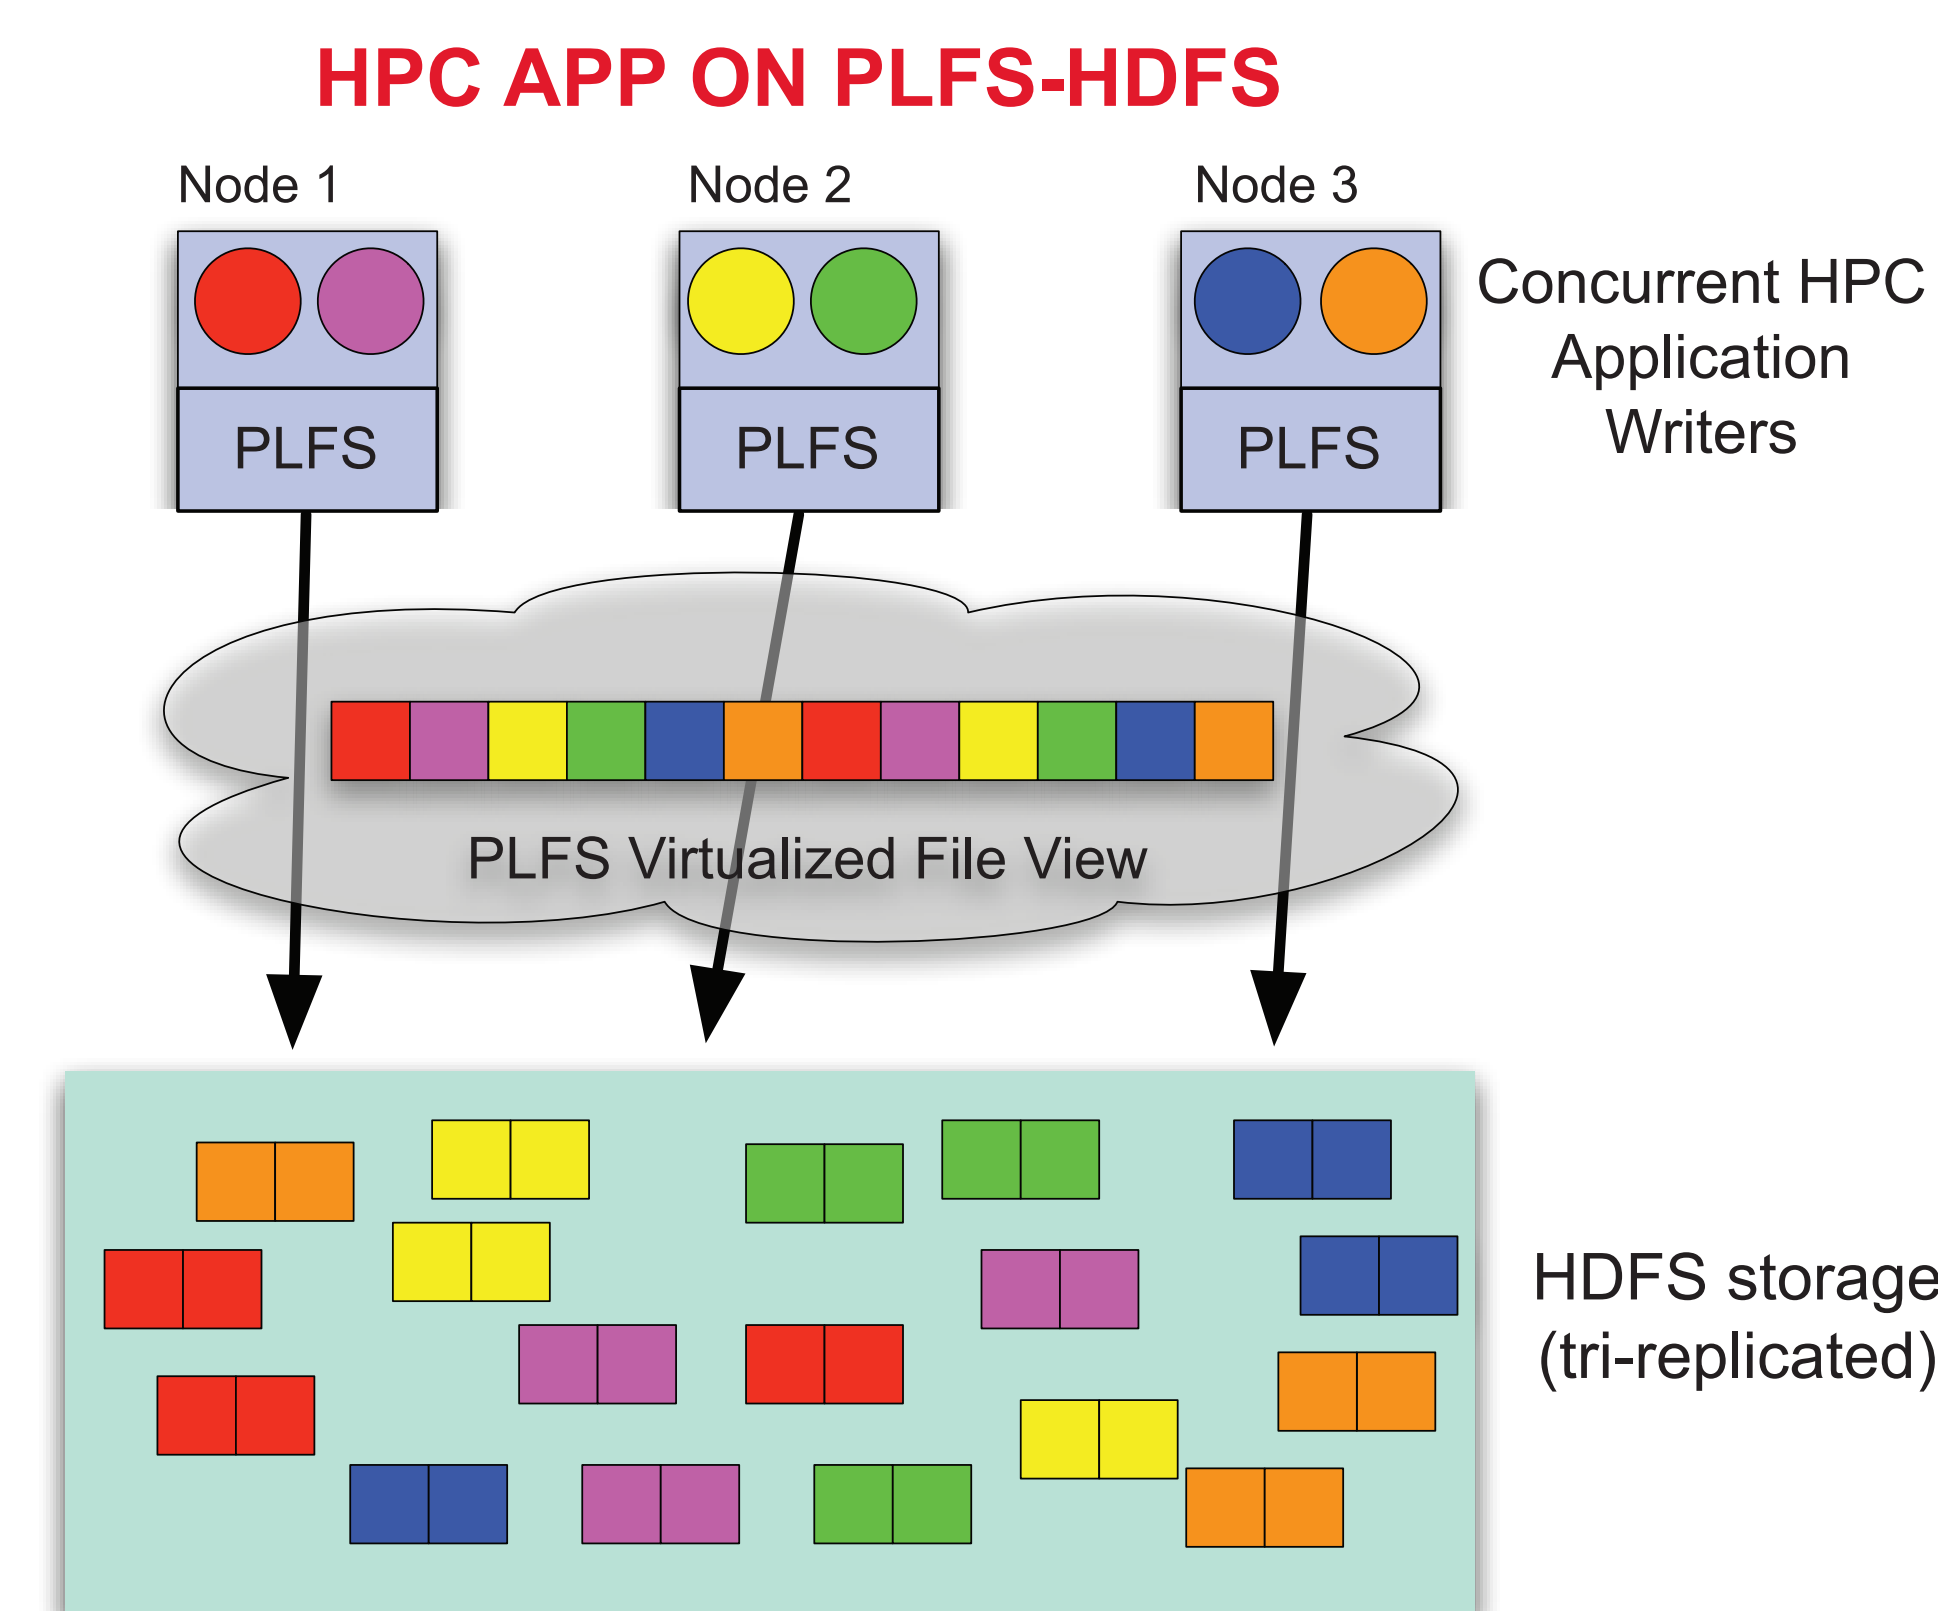 HPC APP ON PLFS-HDFS
Node 1
Node 2
Node 3
Concurrent HPC
Application
Writers
PLFS
PLFS
PLFS
PLFS Virtualized File View
HDFS storage
(tri-replicated)